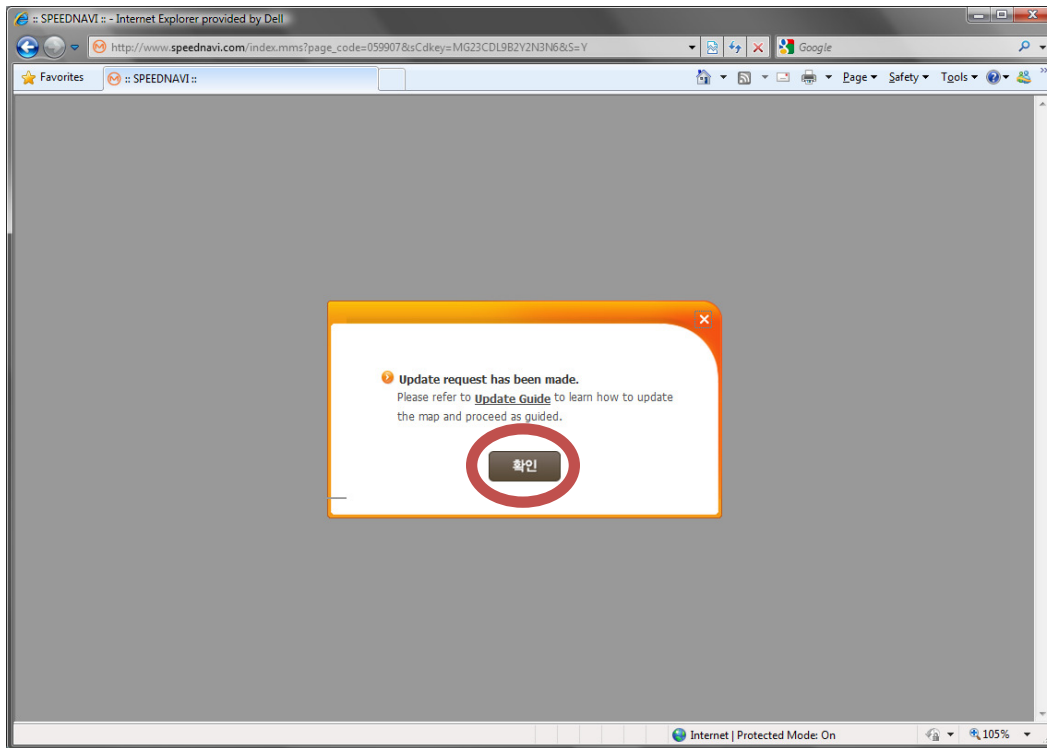 :: SPEEDNAVI :: - Internet Explorer provided by Dell
http://www.speednavi.com/index.mms?page_code=059907&sCdkey=MG23CDL9B2Y2N3N6&S=Y
Google
Favorites
:: SPEEDNAVI ::
Page
Safety
Tools
Update request has been made.
Please refer to Update Guide to learn how to update
the map and proceed as guided.
확인
Internet | Protected Mode: On
105%